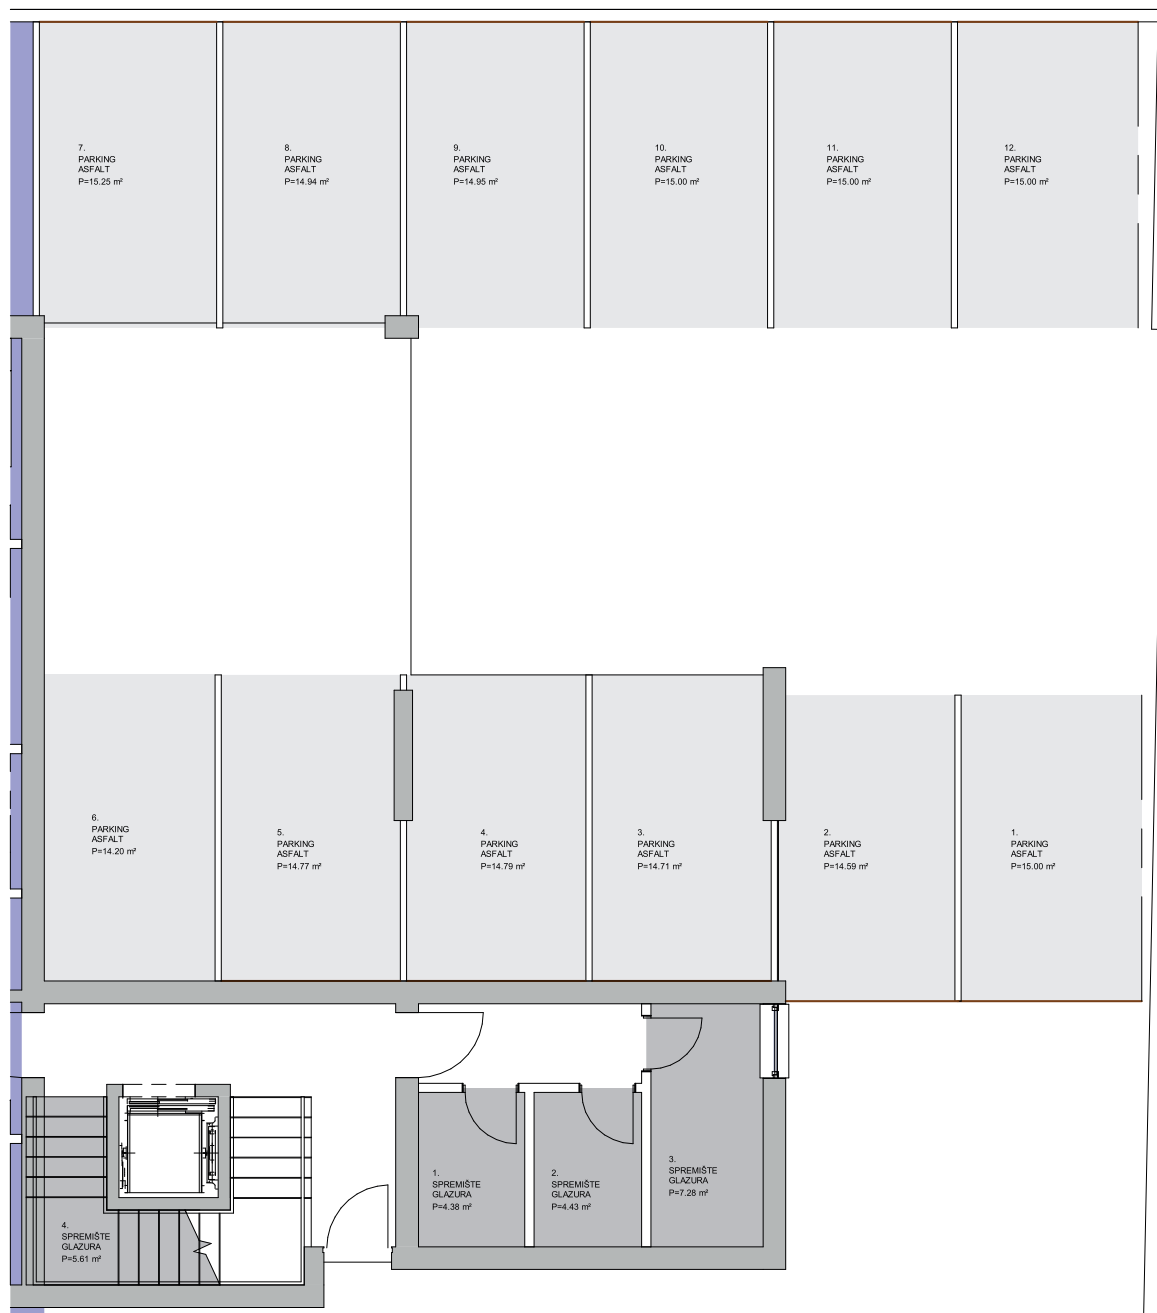 7.
PARKING
ASFALT
P=15.25 m²
8.
PARKING
ASFALT
P=14.94 m²
9.
PARKING
ASFALT
P=14.95 m²
10.
PARKING
ASFALT
P=15.00 m²
11.
PARKING
ASFALT
P=15.00 m²
12.
PARKING
ASFALT
P=15.00 m²
6.
PARKING
ASFALT
P=14.20 m²
5.
PARKING
ASFALT
P=14.77 m²
4.
PARKING
ASFALT
P=14.79 m²
3.
PARKING
ASFALT
P=14.71 m²
2.
PARKING
ASFALT
P=14.59 m²
1.
PARKING
ASFALT
P=15.00 m²
1.
SPREMIŠTE
GLAZURA
P=4.38 m²
2.
SPREMIŠTE
GLAZURA
P=4.43 m²
3.
SPREMIŠTE
GLAZURA
P=7.28 m²
4.
SPREMIŠTE
GLAZURA
P=5.61 m²